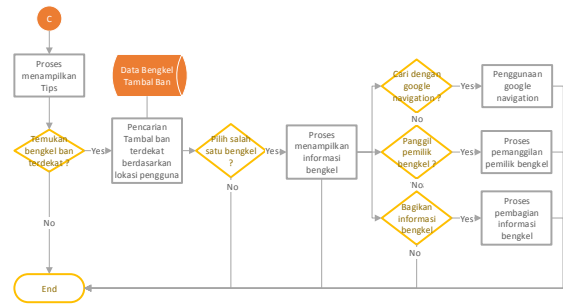 C
Proses
menampilkan
Tips
Temukan
bengkel ban
terdekat ?
Yes
No
End
Data Bengkel
Tambal Ban
Pencarian
Tambal ban
terdekat
berdasarkan
lokasi pengguna
Pilih salah
satu bengkel
?
Yes
No
Proses
menampilkan
informasi
bengkel
Cari dengan
google
navigation ?
Yes
No
Penggunaan
google
navigation
Panggil
pemilik
bengkel ?
Yes
No
Proses
pemanggilan
pemilik bengkel
Bagikan
informasi
bengkel
Yes
No
Proses
pembagian
informasi
bengkel